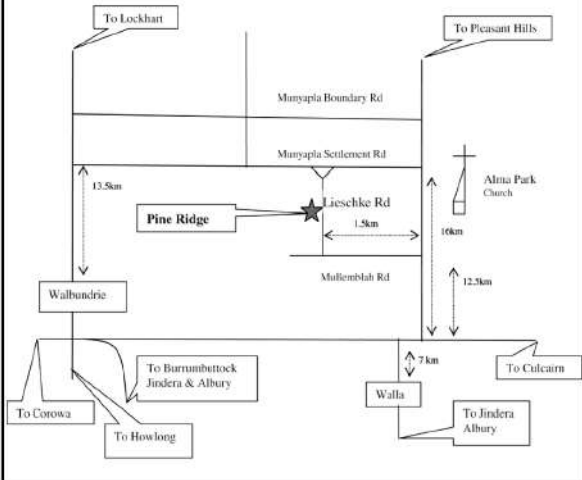 To Lockhart
To Pleasant Hills
Munyapla Boundary Rd
Munyapla Settlement Rd
13.5km
Alma Park
Church
Lieschke Rd
Pine Ridge
1.5km
16km
Mullemblah Rd
12.5km
Walbundrie
7 km
To Burrumbuttock
Jindera & Albury
To Culcairn
Walla
To Corowa
To Jindera
Albury
To Howlong